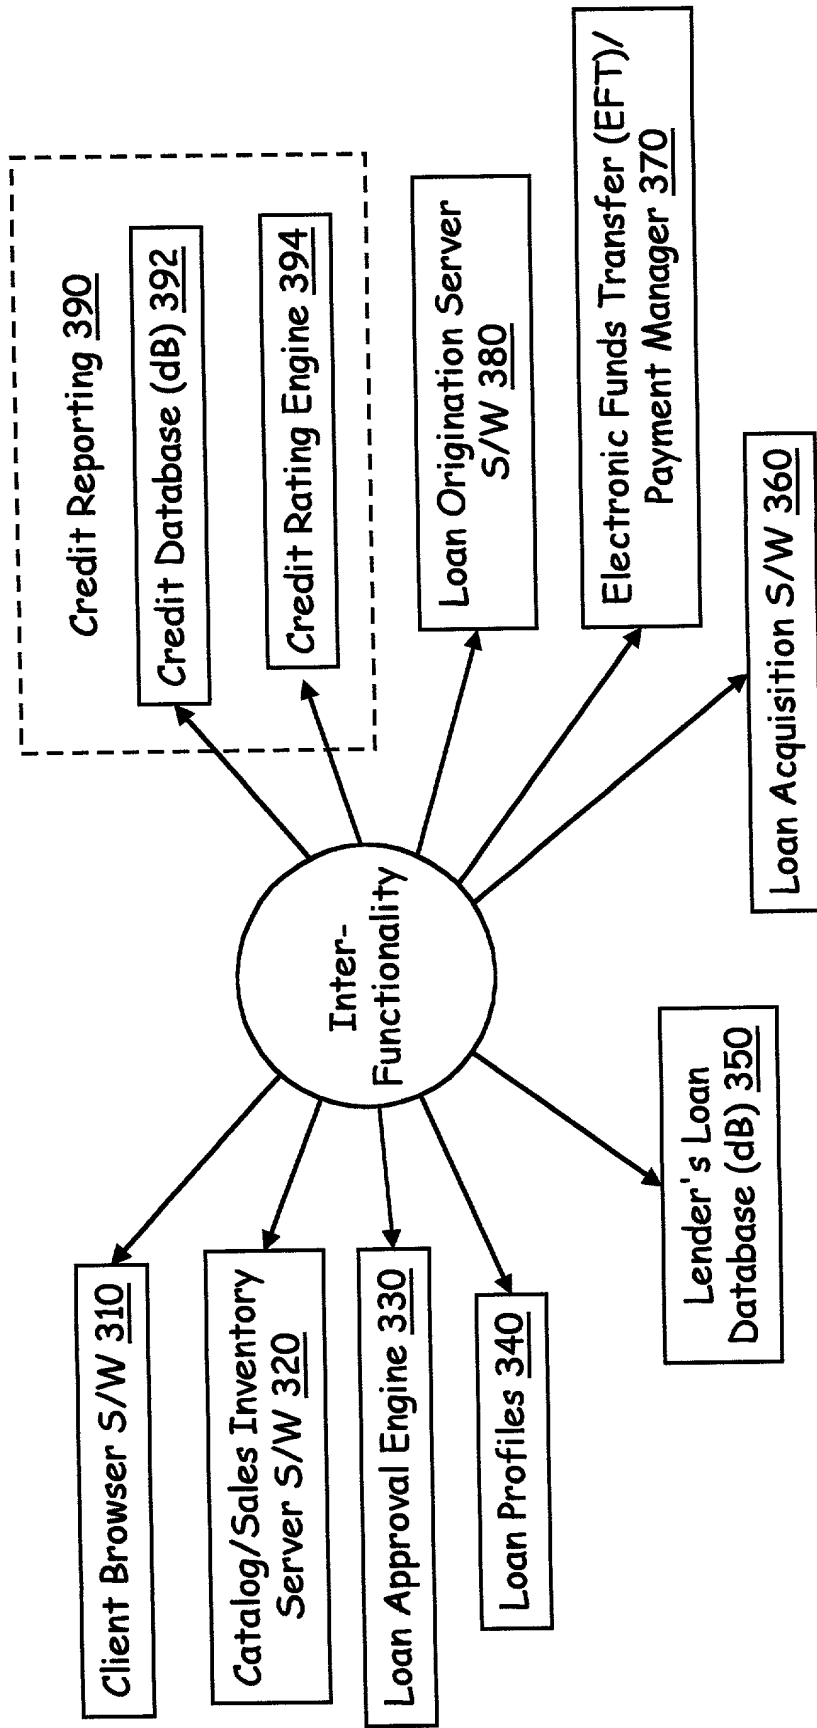 Client Browser S/W 310
Catalog/Sales Inventory
Server S/W 320
Loan Approval Engine 330
Loan Profiles 340
Lender's Loan
Database (dB) 350
Inter-
Functionality
Credit Reporting 390
Credit Database (dB) 392
Credit Rating Engine 394
Loan Origination Server
S/W 380
Electronic Funds Transfer (EFT)/
Payment Manager 370
Loan Acquisition S/W 360